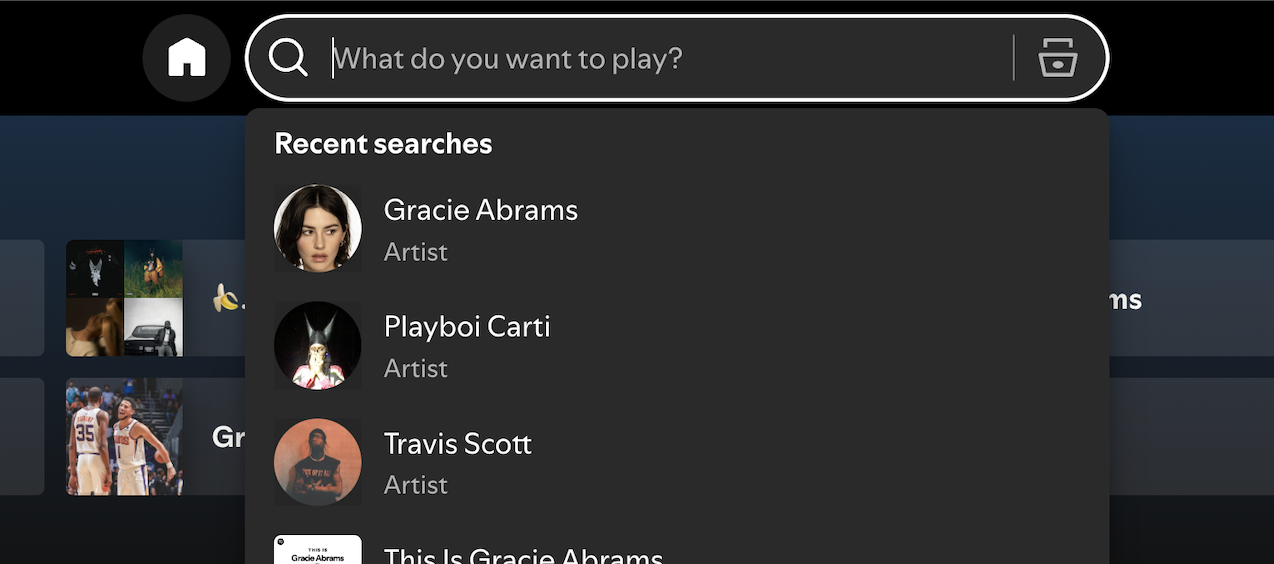 What do you want to play?
Recent searches
Gracie Abrams
Artist
Playboi Carti
Artist
ms
Travis Scott
Artist
Gr
35
THIS IS
Gracie Abrams
This Is Gracie Abrams